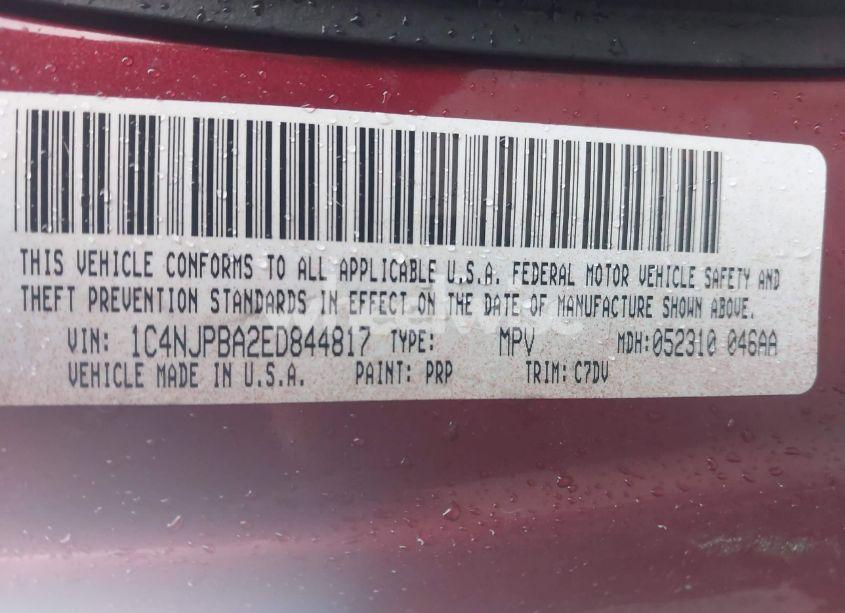 THIS VEHICLE CONFORMS TO ALL APPLICABLE U.S.A. FEDERAL MOTOR VEHICLE SAFETY AND
THEFT PREVENTION STANDARDS IN EFFECT ON THE DATE OF MANUFACTURE SHOWN ABOVE.
VIN: 1C4NJPBA2ED844817 TYPE: MPV MDH:052310 046AA
VEHICLE MADE IN U.S.A. PAINT: PRP TRIM: C7DV